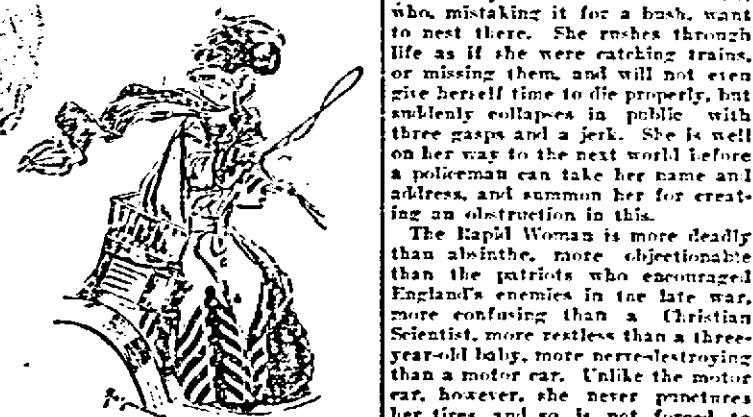 who, mistaking it for a bush, want
to nest there. She rushes through
life as if she were catching trains,
or missing them, and will not even
give herself time to die properly, but
suddenly collapses in public with
three gasps and a jerk. She is well
on her way to the next world before
a policeman can take her name and
address, and summon her for creat-
ing an obstruction in this.
The Rapid Woman is more deadly
than absinthe, more objectionable
than the patriots who encouraged
England's enemies in the late war,
more confusing than a Christian
Scientist, more restless than a three-
year-old baby, more nerve-destroying
than a motor car. Unlike the motor
car, however, she never punctures
her tires, and so is not forced to